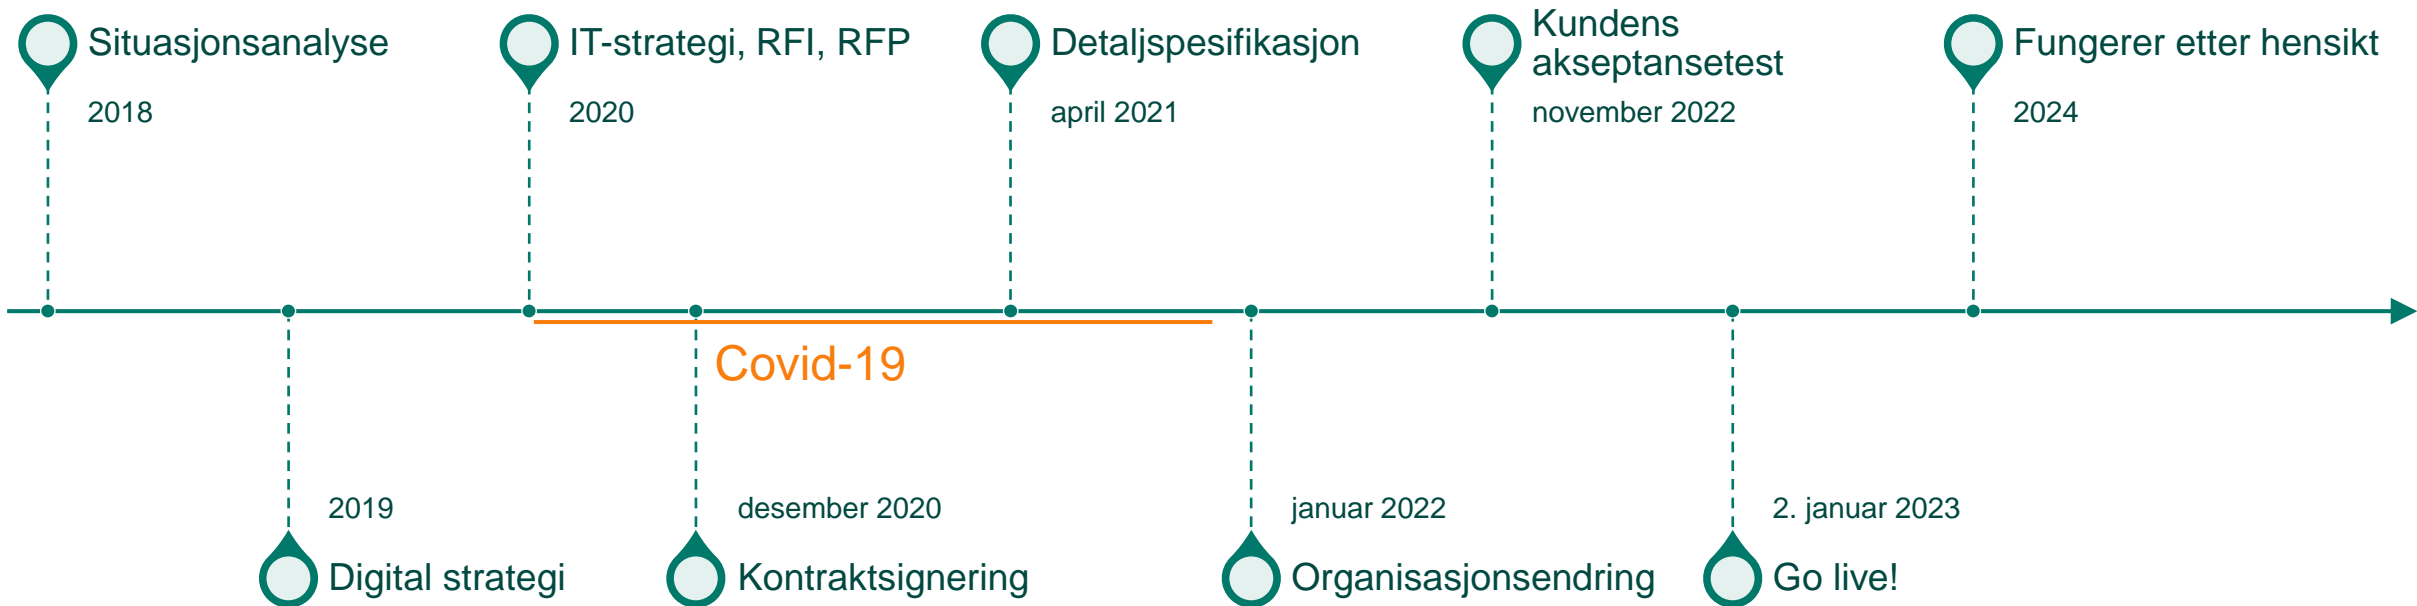 Situasjonsanalyse
2018
IT-strategi, RFI, RFP
2020
Detaljspesifikasjon
april 2021
Kundens
akseptansetest
november 2022
Fungerer etter hensikt
2024
Covid-19
2019
Digital strategi
desember 2020
Kontraktsignering
januar 2022
Organisasjonsendring
2. januar 2023
Go live!